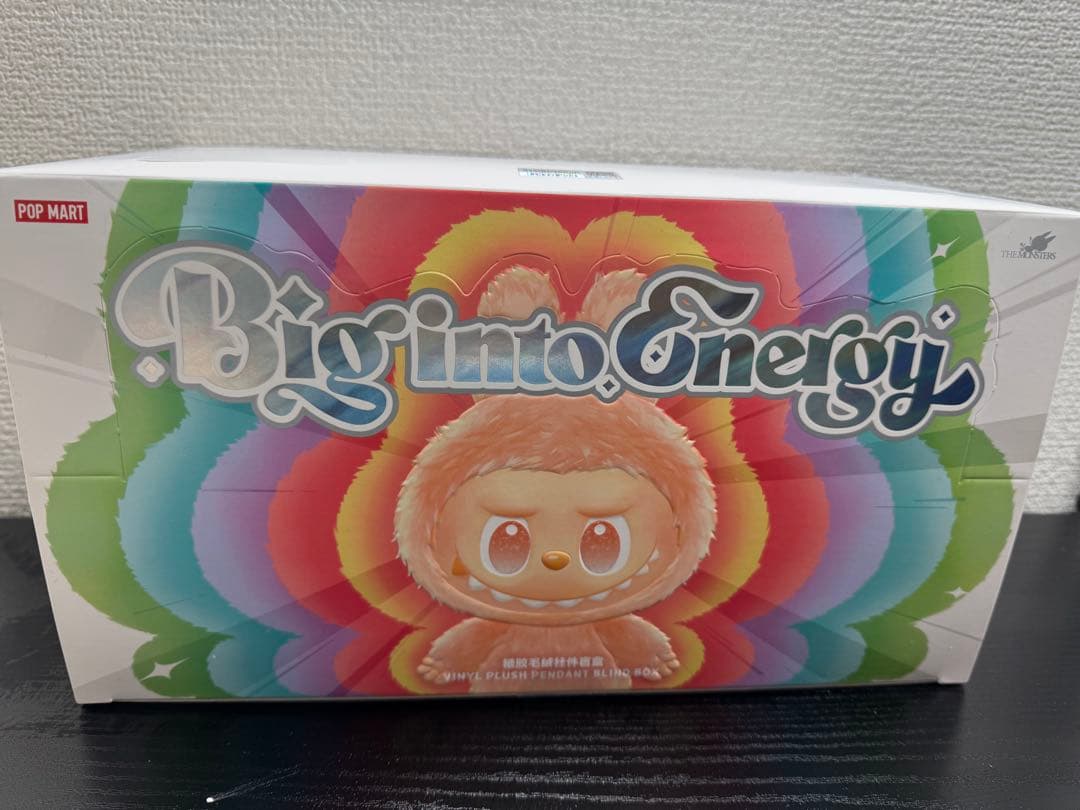 POP MART
THE MONSTERS
Big into Energy
搪胶毛绒挂件盲盒
VINYL PLUSH PENDANT BLIND BOX